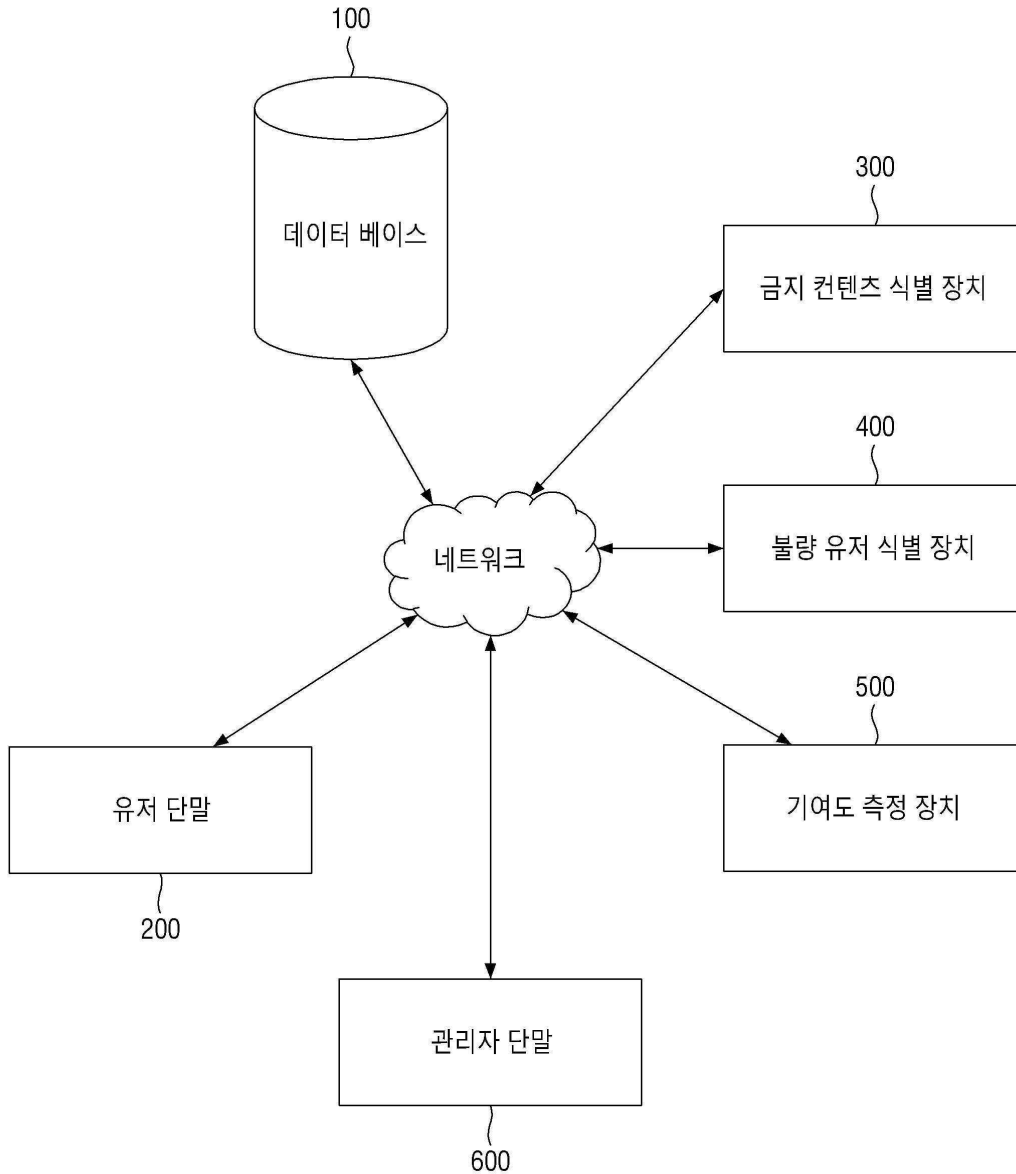 100
데이터 베이스
300
금지 컨텐츠 식별 장치
400
불량 유저 식별 장치
네트워크
500
기여도 측정 장치
유저 단말
200
관리자 단말
600